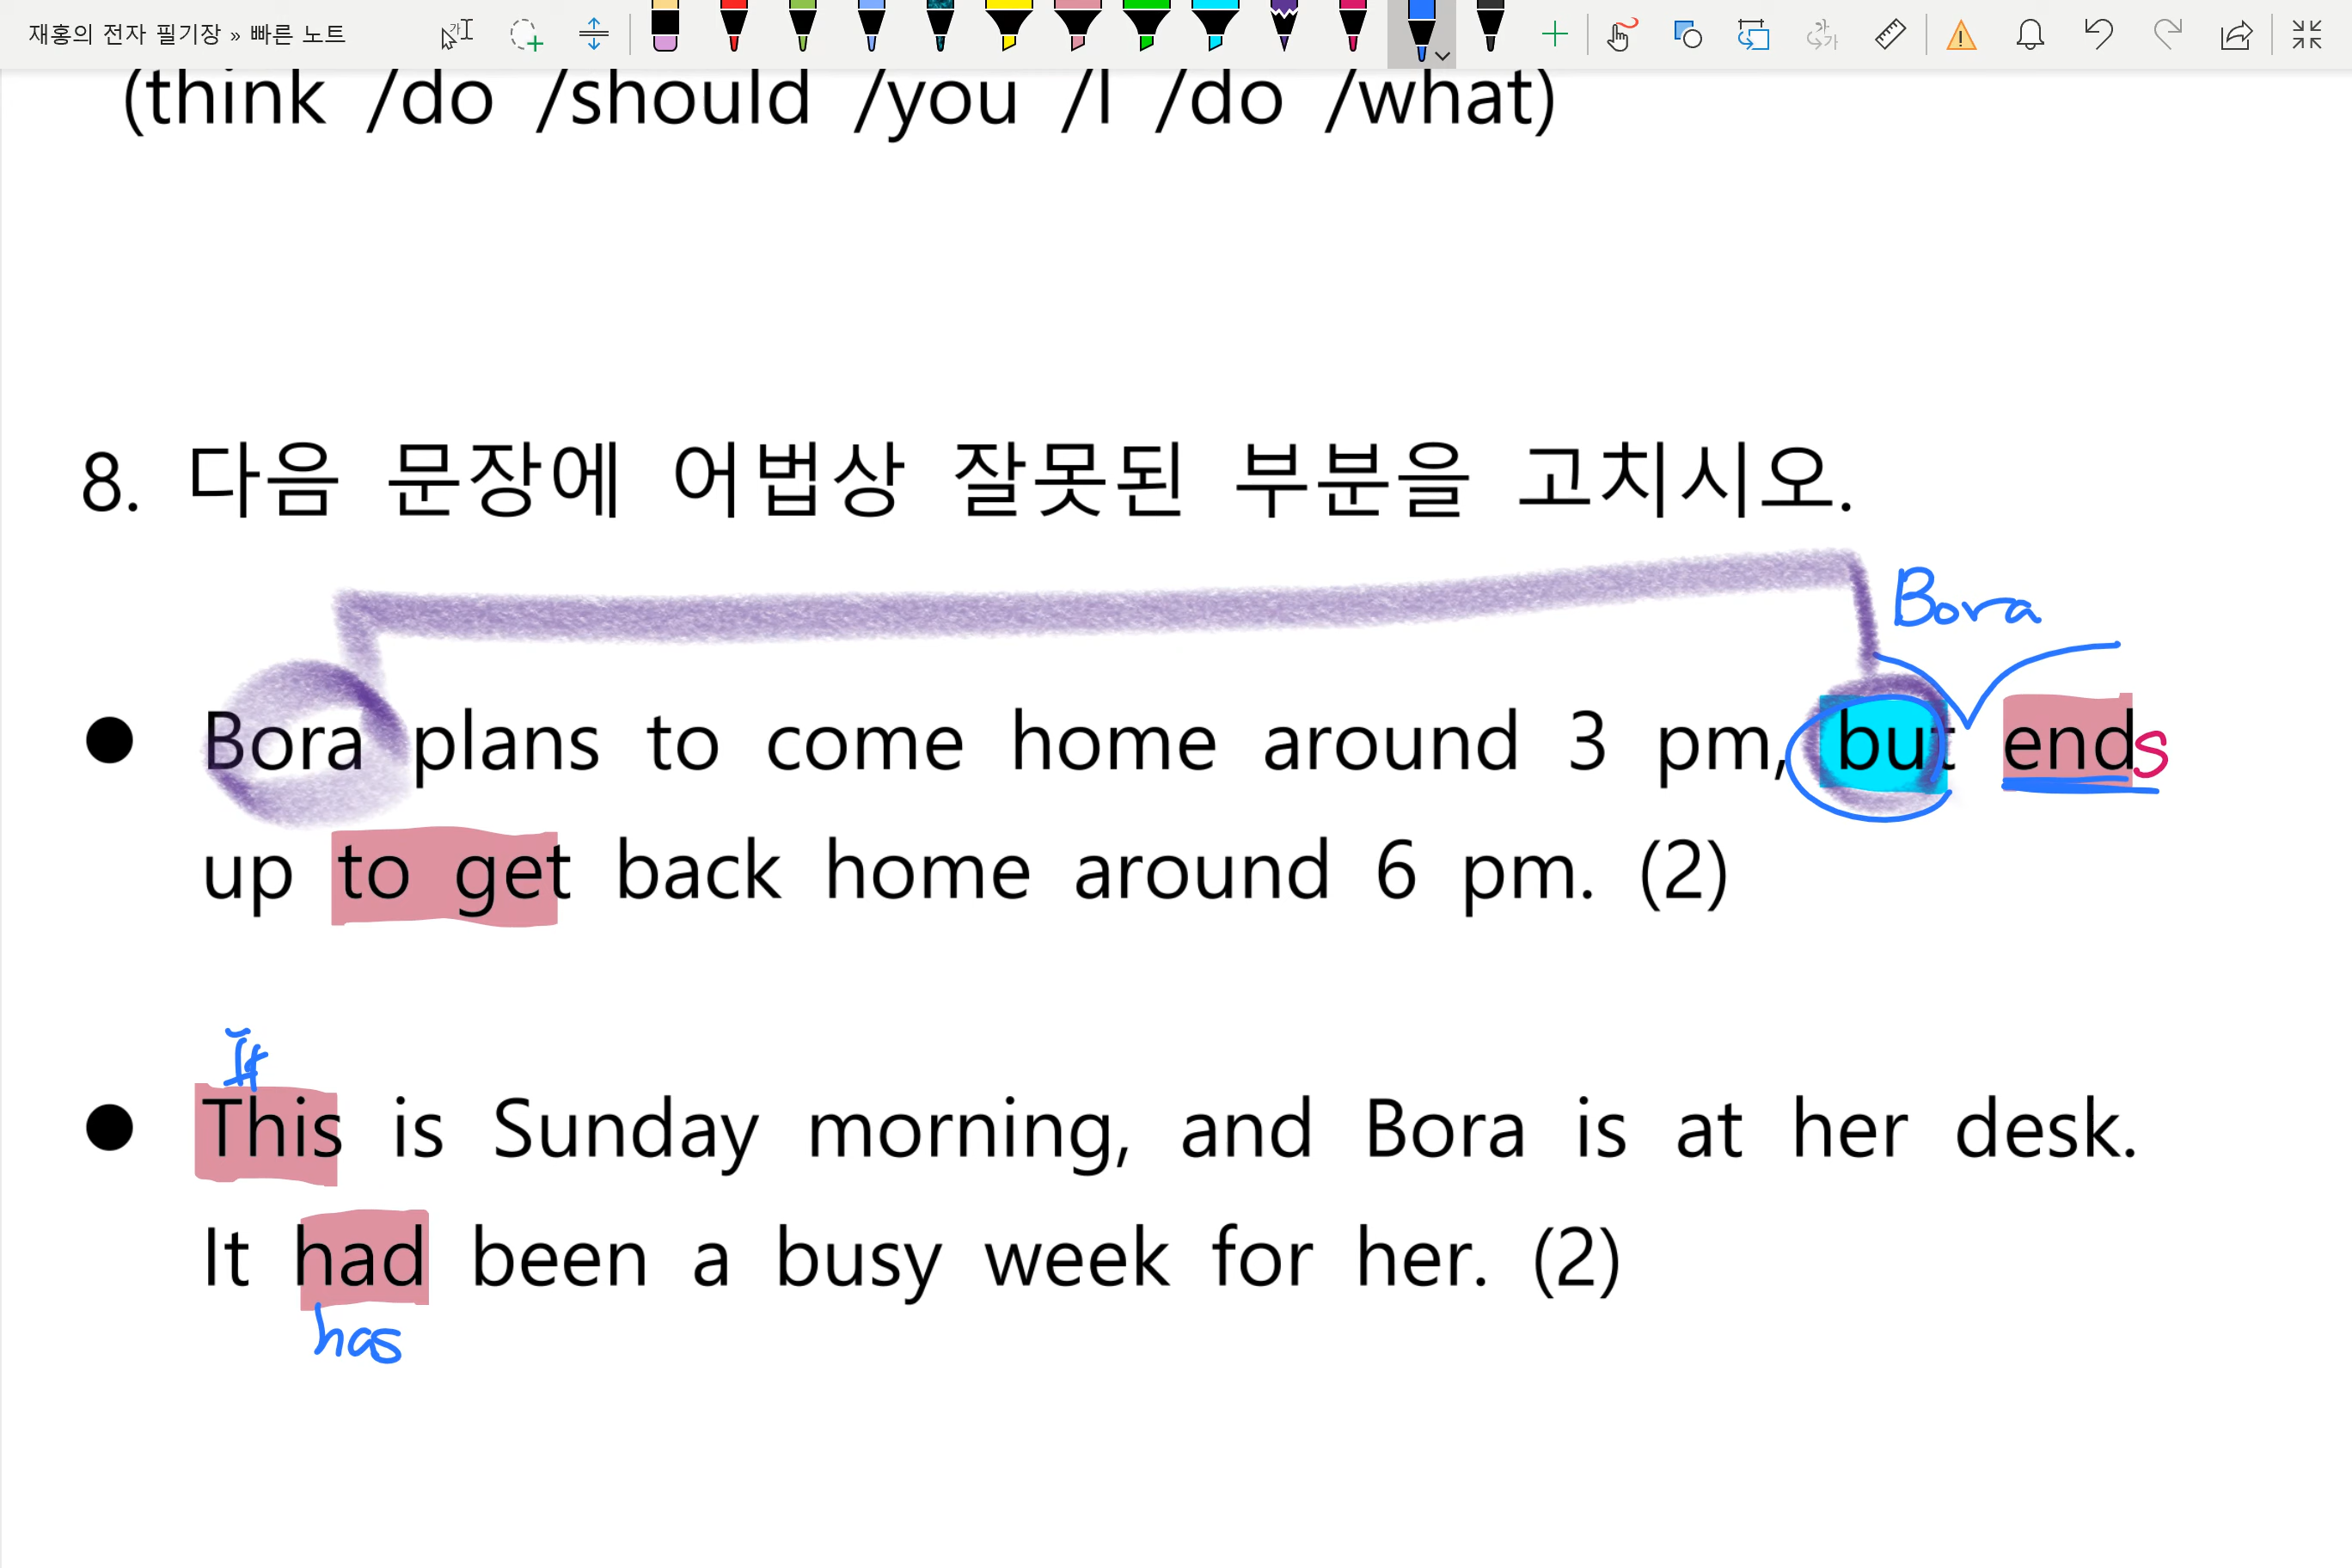 재홍의 전자 필기장 » 빠른 노트
(think /do /should /you /I /do /what)
8. 다음 문장에 어법상 잘못된 부분을 고치시오.
Bora
● Bora plans to come home around 3 pm, but ends
up to get back home around 6 pm. (2)
It
● This is Sunday morning, and Bora is at her desk.
It had been a busy week for her. (2)
has